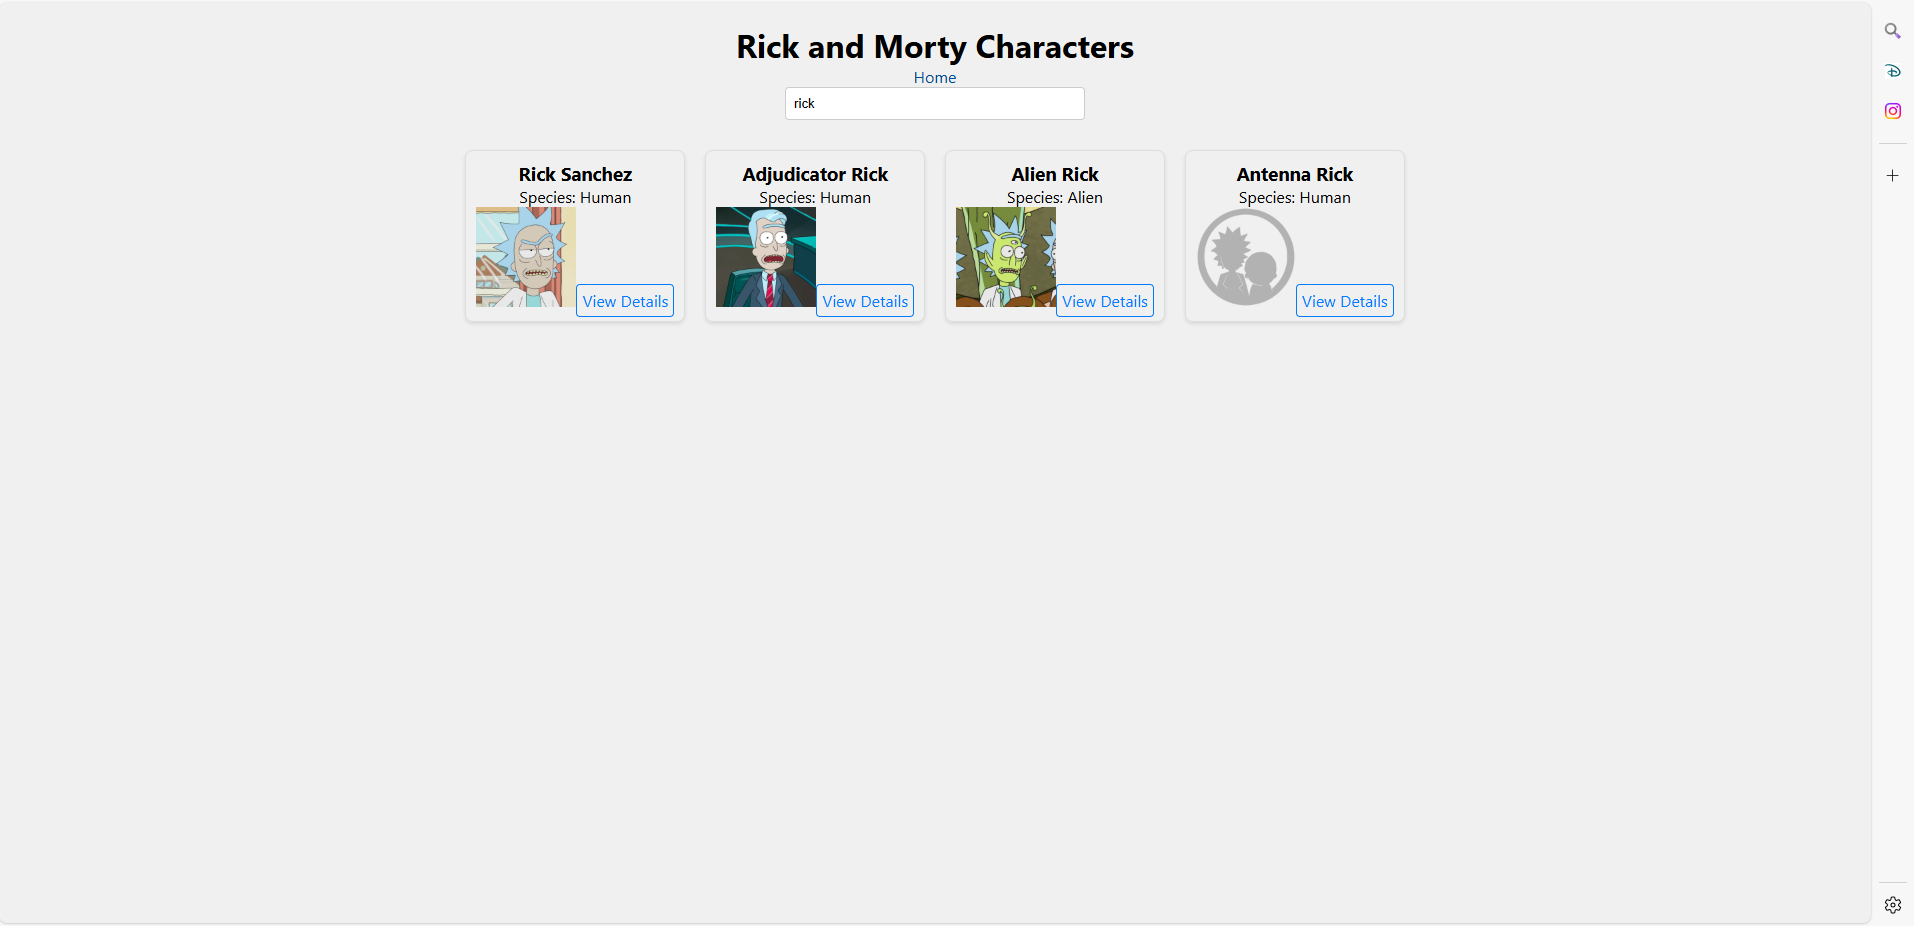 Rick and Morty Characters
Home
rick
Rick Sanchez
Species: Human
View Details
Adjudicator Rick
Species: Human
View Details
Alien Rick
Species: Alien
View Details
Antenna Rick
Species: Human
View Details